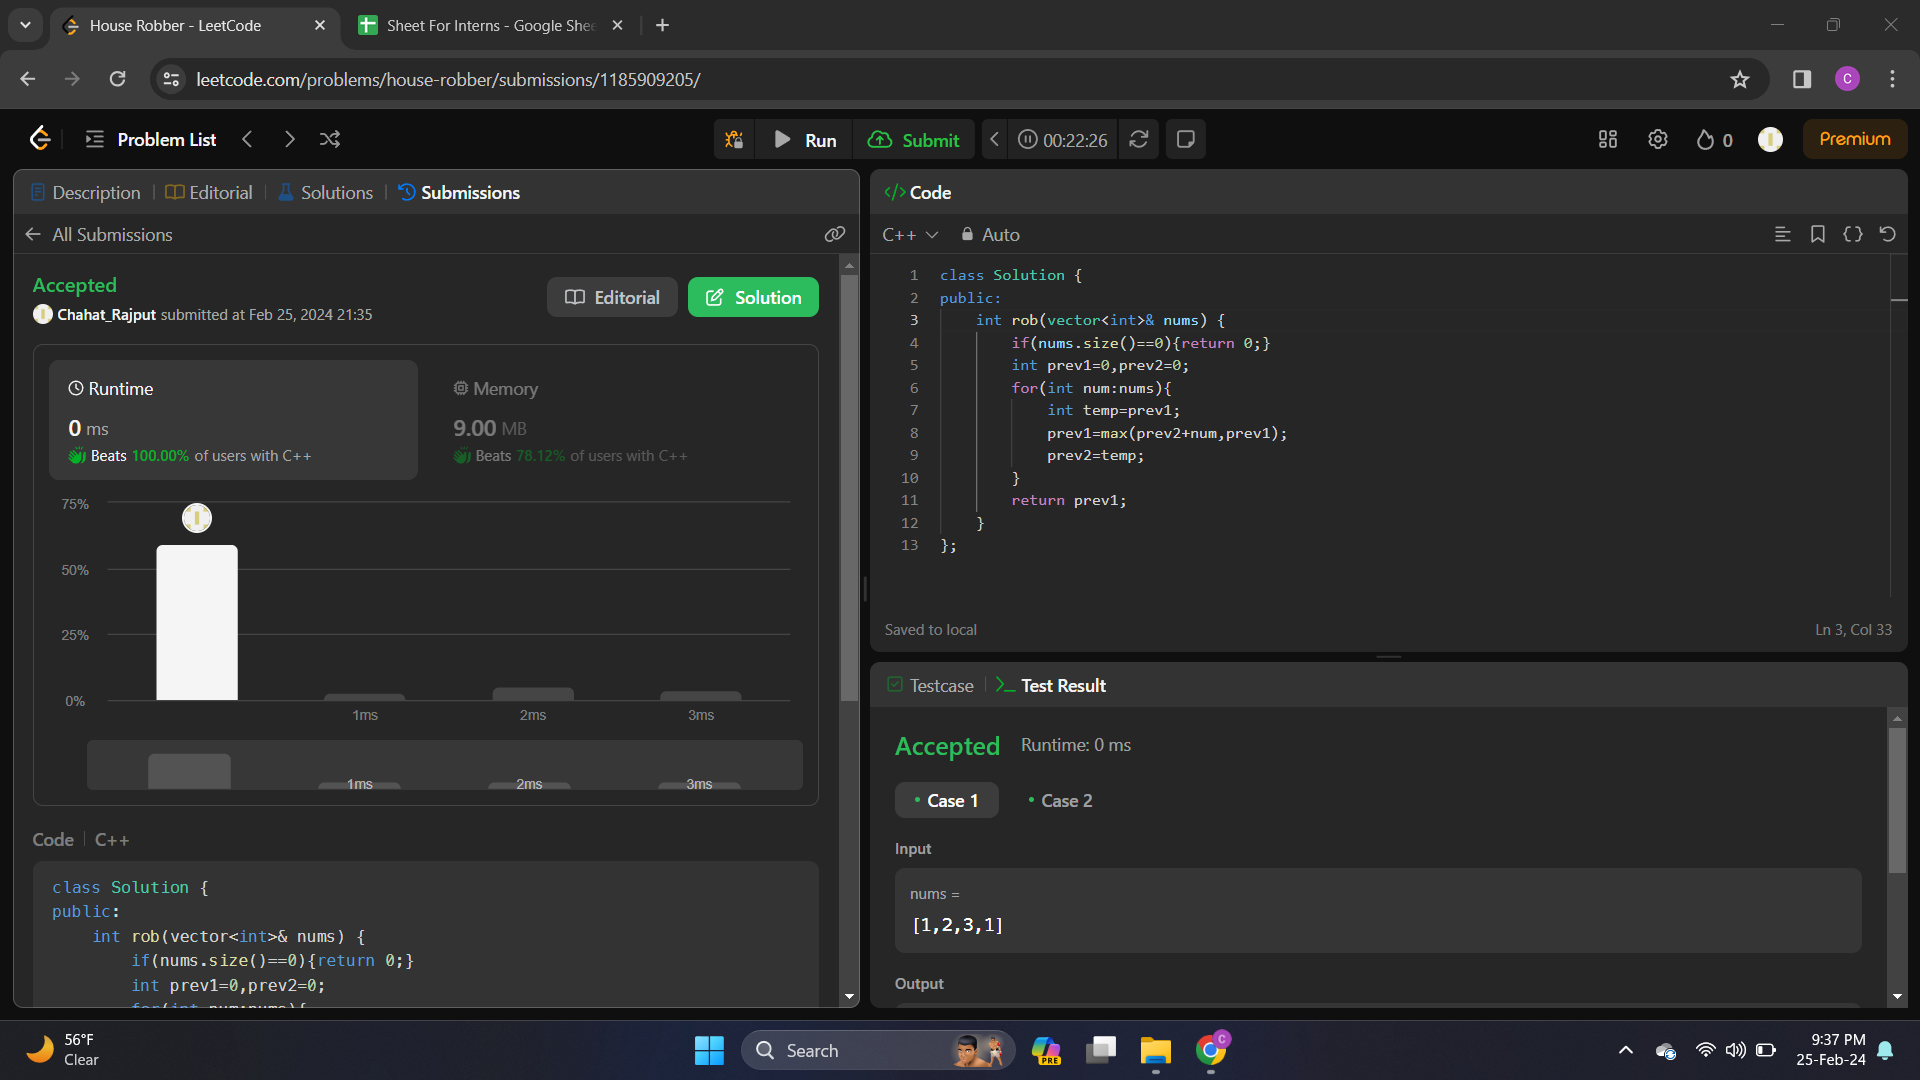 House Robber - LeetCode
Sheet For Interns - Google Shee
leetcode.com/problems/house-robber/submissions/1185909205/
C
Problem List
Run
Submit
00:22:26
0
Premium
Description
Editorial
Solutions
Submissions
All Submissions
Accepted
Chahat_Rajput submitted at Feb 25, 2024 21:35
Editorial
Solution
Runtime
0 ms
Beats 100.00% of users with C++
Memory
9.00 MB
Beats 78.12% of users with C++
75%
50%
25%
0%
1ms
2ms
3ms
1ms
2ms
3ms
Code
C++
class Solution {
public:
int rob(vector<int>& nums) {
if(nums.size()==0){return 0;}
int prev1=0,prev2=0;
for(int num:nums){
</> Code
C++
Auto
1 class Solution {
2 public:
3 int rob(vector<int>& nums) {
4 if(nums.size()==0){return 0;}
5 int prev1=0,prev2=0;
6 for(int num:nums){
7 int temp=prev1;
8 prev1=max(prev2+num,prev1);
9 prev2=temp;
10 }
11 return prev1;
12 }
13 };
Saved to local
Ln 3, Col 33
Testcase
Test Result
Accepted
Runtime: 0 ms
Case 1
Case 2
Input
nums =
[1,2,3,1]
Output
56°F
Clear
Search
PRE
C
9:37 PM
25-Feb-24